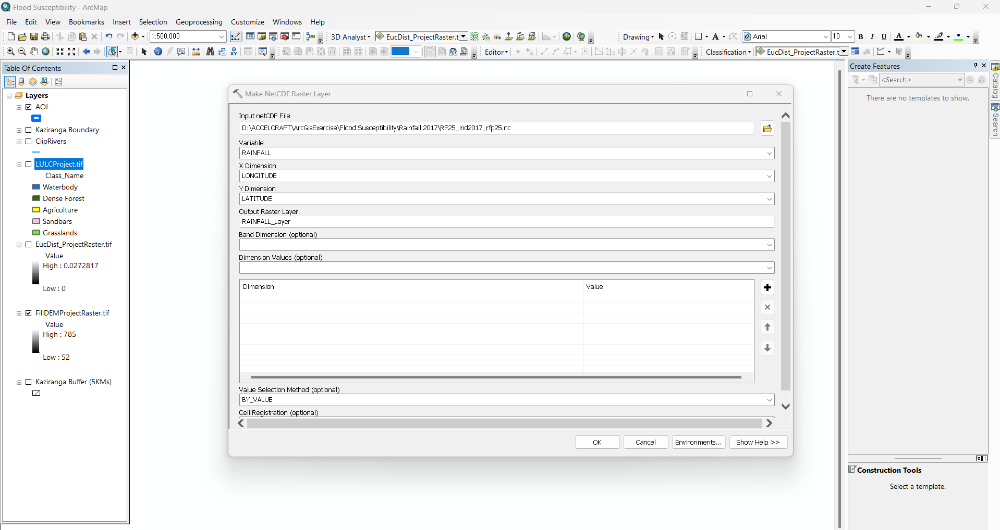 Flood Susceptibility - ArcMap
File Edit View Bookmarks Insert Selection Geoprocessing Customize Windows Help
1:500,000 3D Analyst EucDist_ProjectRaster.t Drawing A Arial 10 B I U A
Editor Classification EucDist_ProjectRaster.t
Table Of Contents
Layers
AOI
Kaziranga Boundary
ClipRivers
LULCProject.tif
Class_Name
Waterbody
Dense Forest
Agriculture
Sandbars
Grasslands
EucDist_ProjectRaster.tif
Value
High : 0.0272817
Low : 0
FillDEMProjectRaster.tif
Value
High : 785
Low : 52
Kaziranga Buffer (5KMs)
Make NetCDF Raster Layer
Input netCDF File
D:\ACCELCRAFT\ArcGisExercise\Flood Susceptibility\Rainfall 2017\RF25_ind2017_rfp25.nc
Variable
RAINFALL
X Dimension
LONGITUDE
Y Dimension
LATITUDE
Output Raster Layer
RAINFALL_Layer
Band Dimension (optional)
Dimension Values (optional)
Dimension Value
Value Selection Method (optional)
BY_VALUE
Cell Registration (optional)
OK Cancel Environments... Show Help >>
Create Features
<Search>
There are no templates to show.
Construction Tools
Select a template.
Catalog
Search